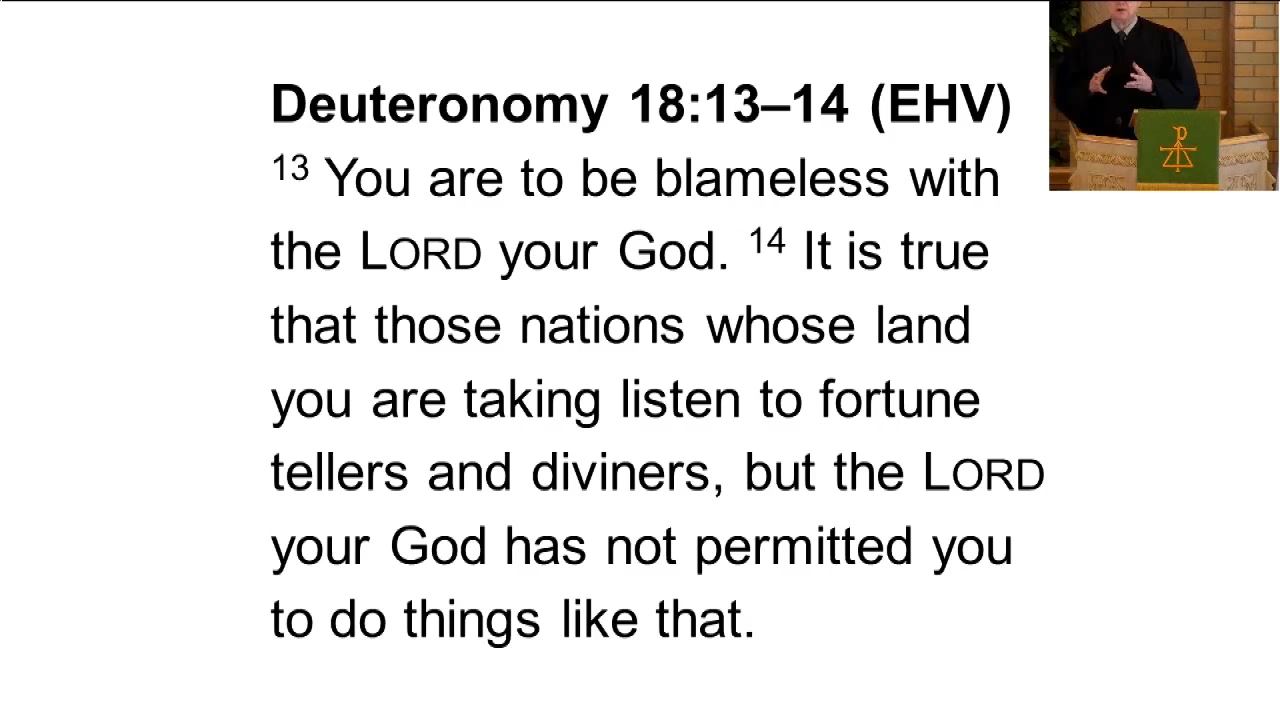 Deuteronomy 18:13–14 (EHV)
13 You are to be blameless with
the LORD your God. 14 It is true
that those nations whose land
you are taking listen to fortune
tellers and diviners, but the LORD
your God has not permitted you
to do things like that.